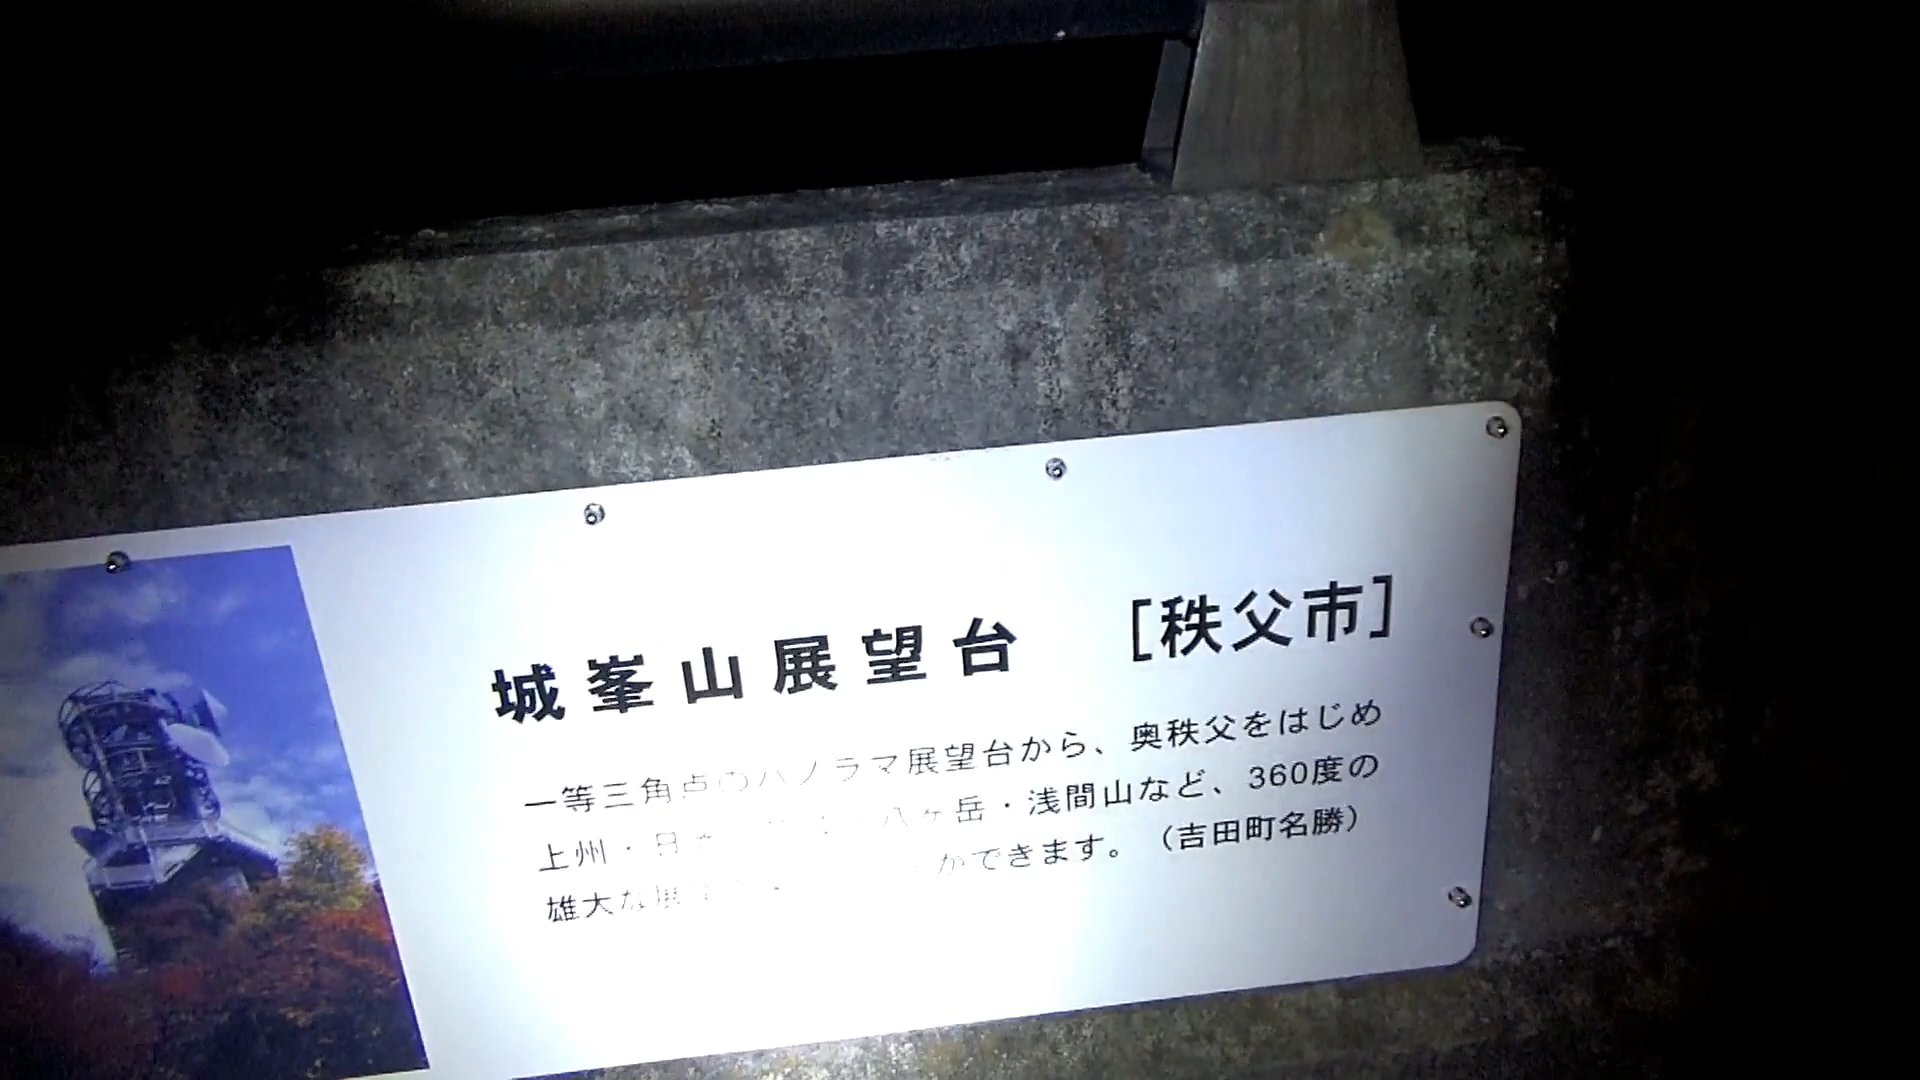 城峯山展望台 [秩父市]
一等三角点のパノラマ展望台から、奥秩父をはじめ
上州・日 八ヶ岳・浅間山など、360度の
雄大な展 ができます。（吉田町名勝）